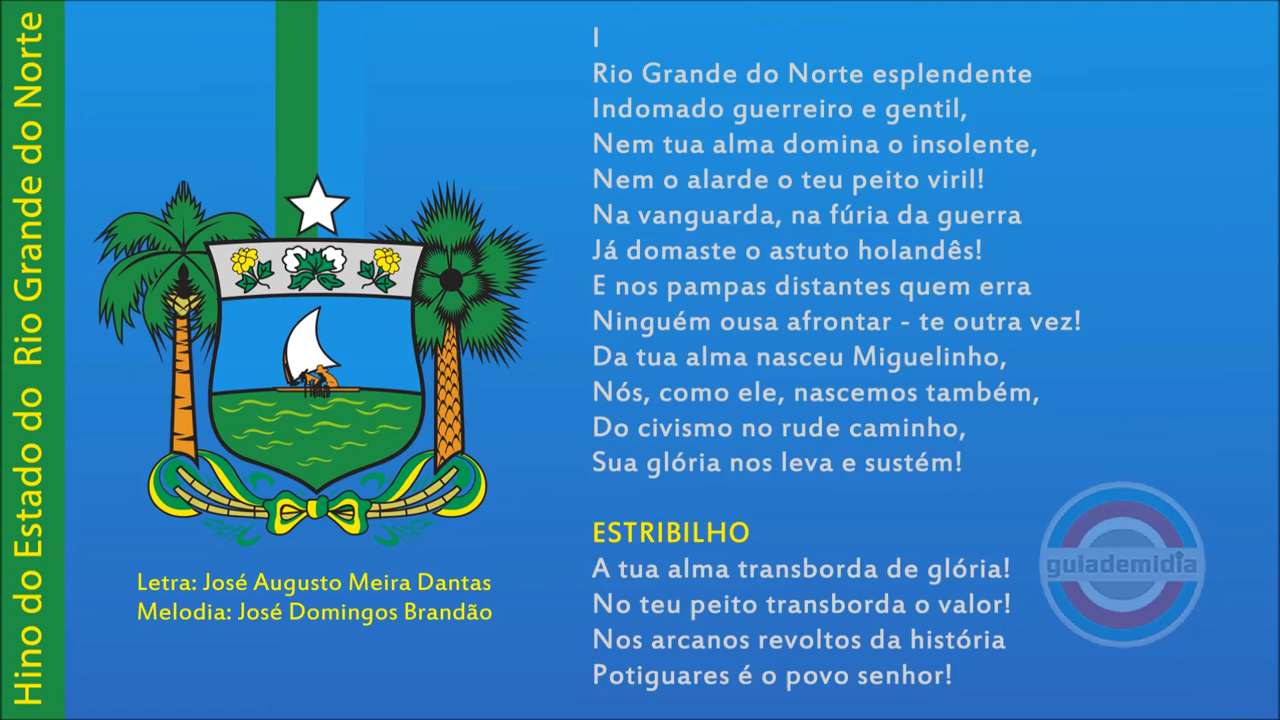 Hino do Estado do Rio Grande do Norte
Letra: José Augusto Meira Dantas
Melodia: José Domingos Brandão
I
Rio Grande do Norte esplendente
Indomado guerreiro e gentil,
Nem tua alma domina o insolente,
Nem o alarde o teu peito viril!
Na vanguarda, na fúria da guerra
Já domaste o astuto holandês!
E nos pampas distantes quem erra
Ninguém ousa afrontar - te outra vez!
Da tua alma nasceu Miguelinho,
Nós, como ele, nascemos também,
Do civismo no rude caminho,
Sua glória nos leva e sustém!
ESTRIBILHO
A tua alma transborda de glória!
No teu peito transborda o valor!
Nos arcanos revoltos da história
Potiguares é o povo senhor!
guiademidia